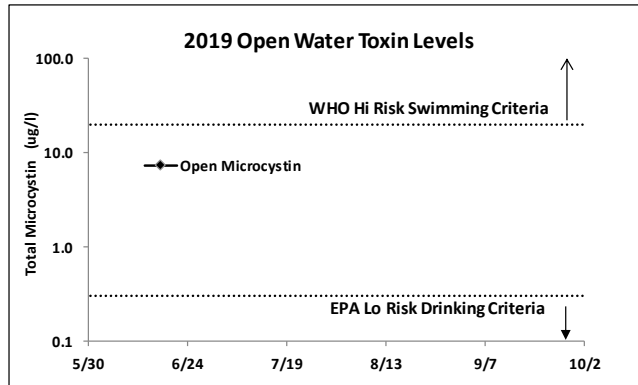 2019 Open Water Toxin Levels
100.0
WHO Hi Risk Swimming Criteria
10.0
Open Microcystin
Total Microcystin (ug/l)
1.0
EPA Lo Risk Drinking Criteria
0.1
5/30 6/24 7/19 8/13 9/7 10/2